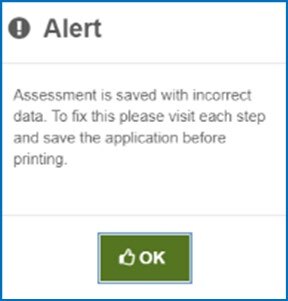 Alert
Assessment is saved with incorrect
data. To fix this please visit each step
and save the application before
printing.
OK